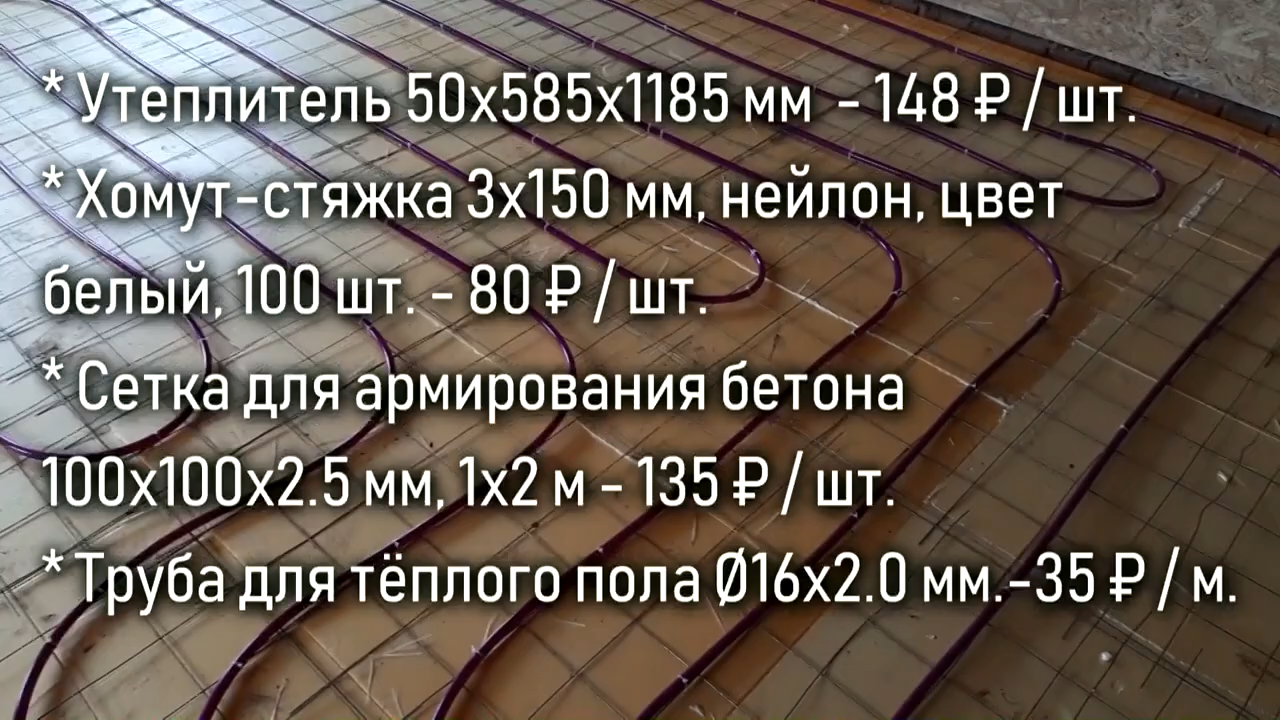 * Утеплитель 50х585х1185 мм - 148 ₽ / шт.
* Хомут-стяжка 3х150 мм, нейлон, цвет
белый, 100 шт. - 80 ₽ / шт.
* Сетка для армирования бетона
100х100х2.5 мм, 1х2 м - 135 ₽ / шт.
* Труба для тёплого пола Ø16х2.0 мм.-35 ₽ / м.